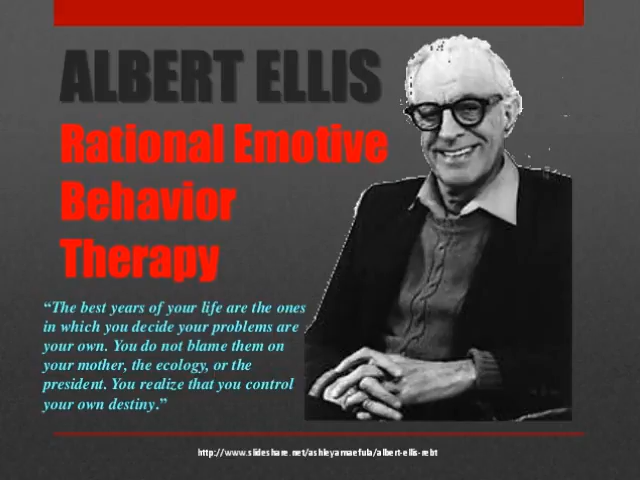 ALBERT ELLIS
Rational Emotive
Behavior
Therapy
“The best years of your life are the ones
in which you decide your problems are
your own. You do not blame them on
your mother, the ecology, or the
president. You realize that you control
your own destiny.”
http://www.slideshare.net/ashleyamaefula/albert-ellis-rebt